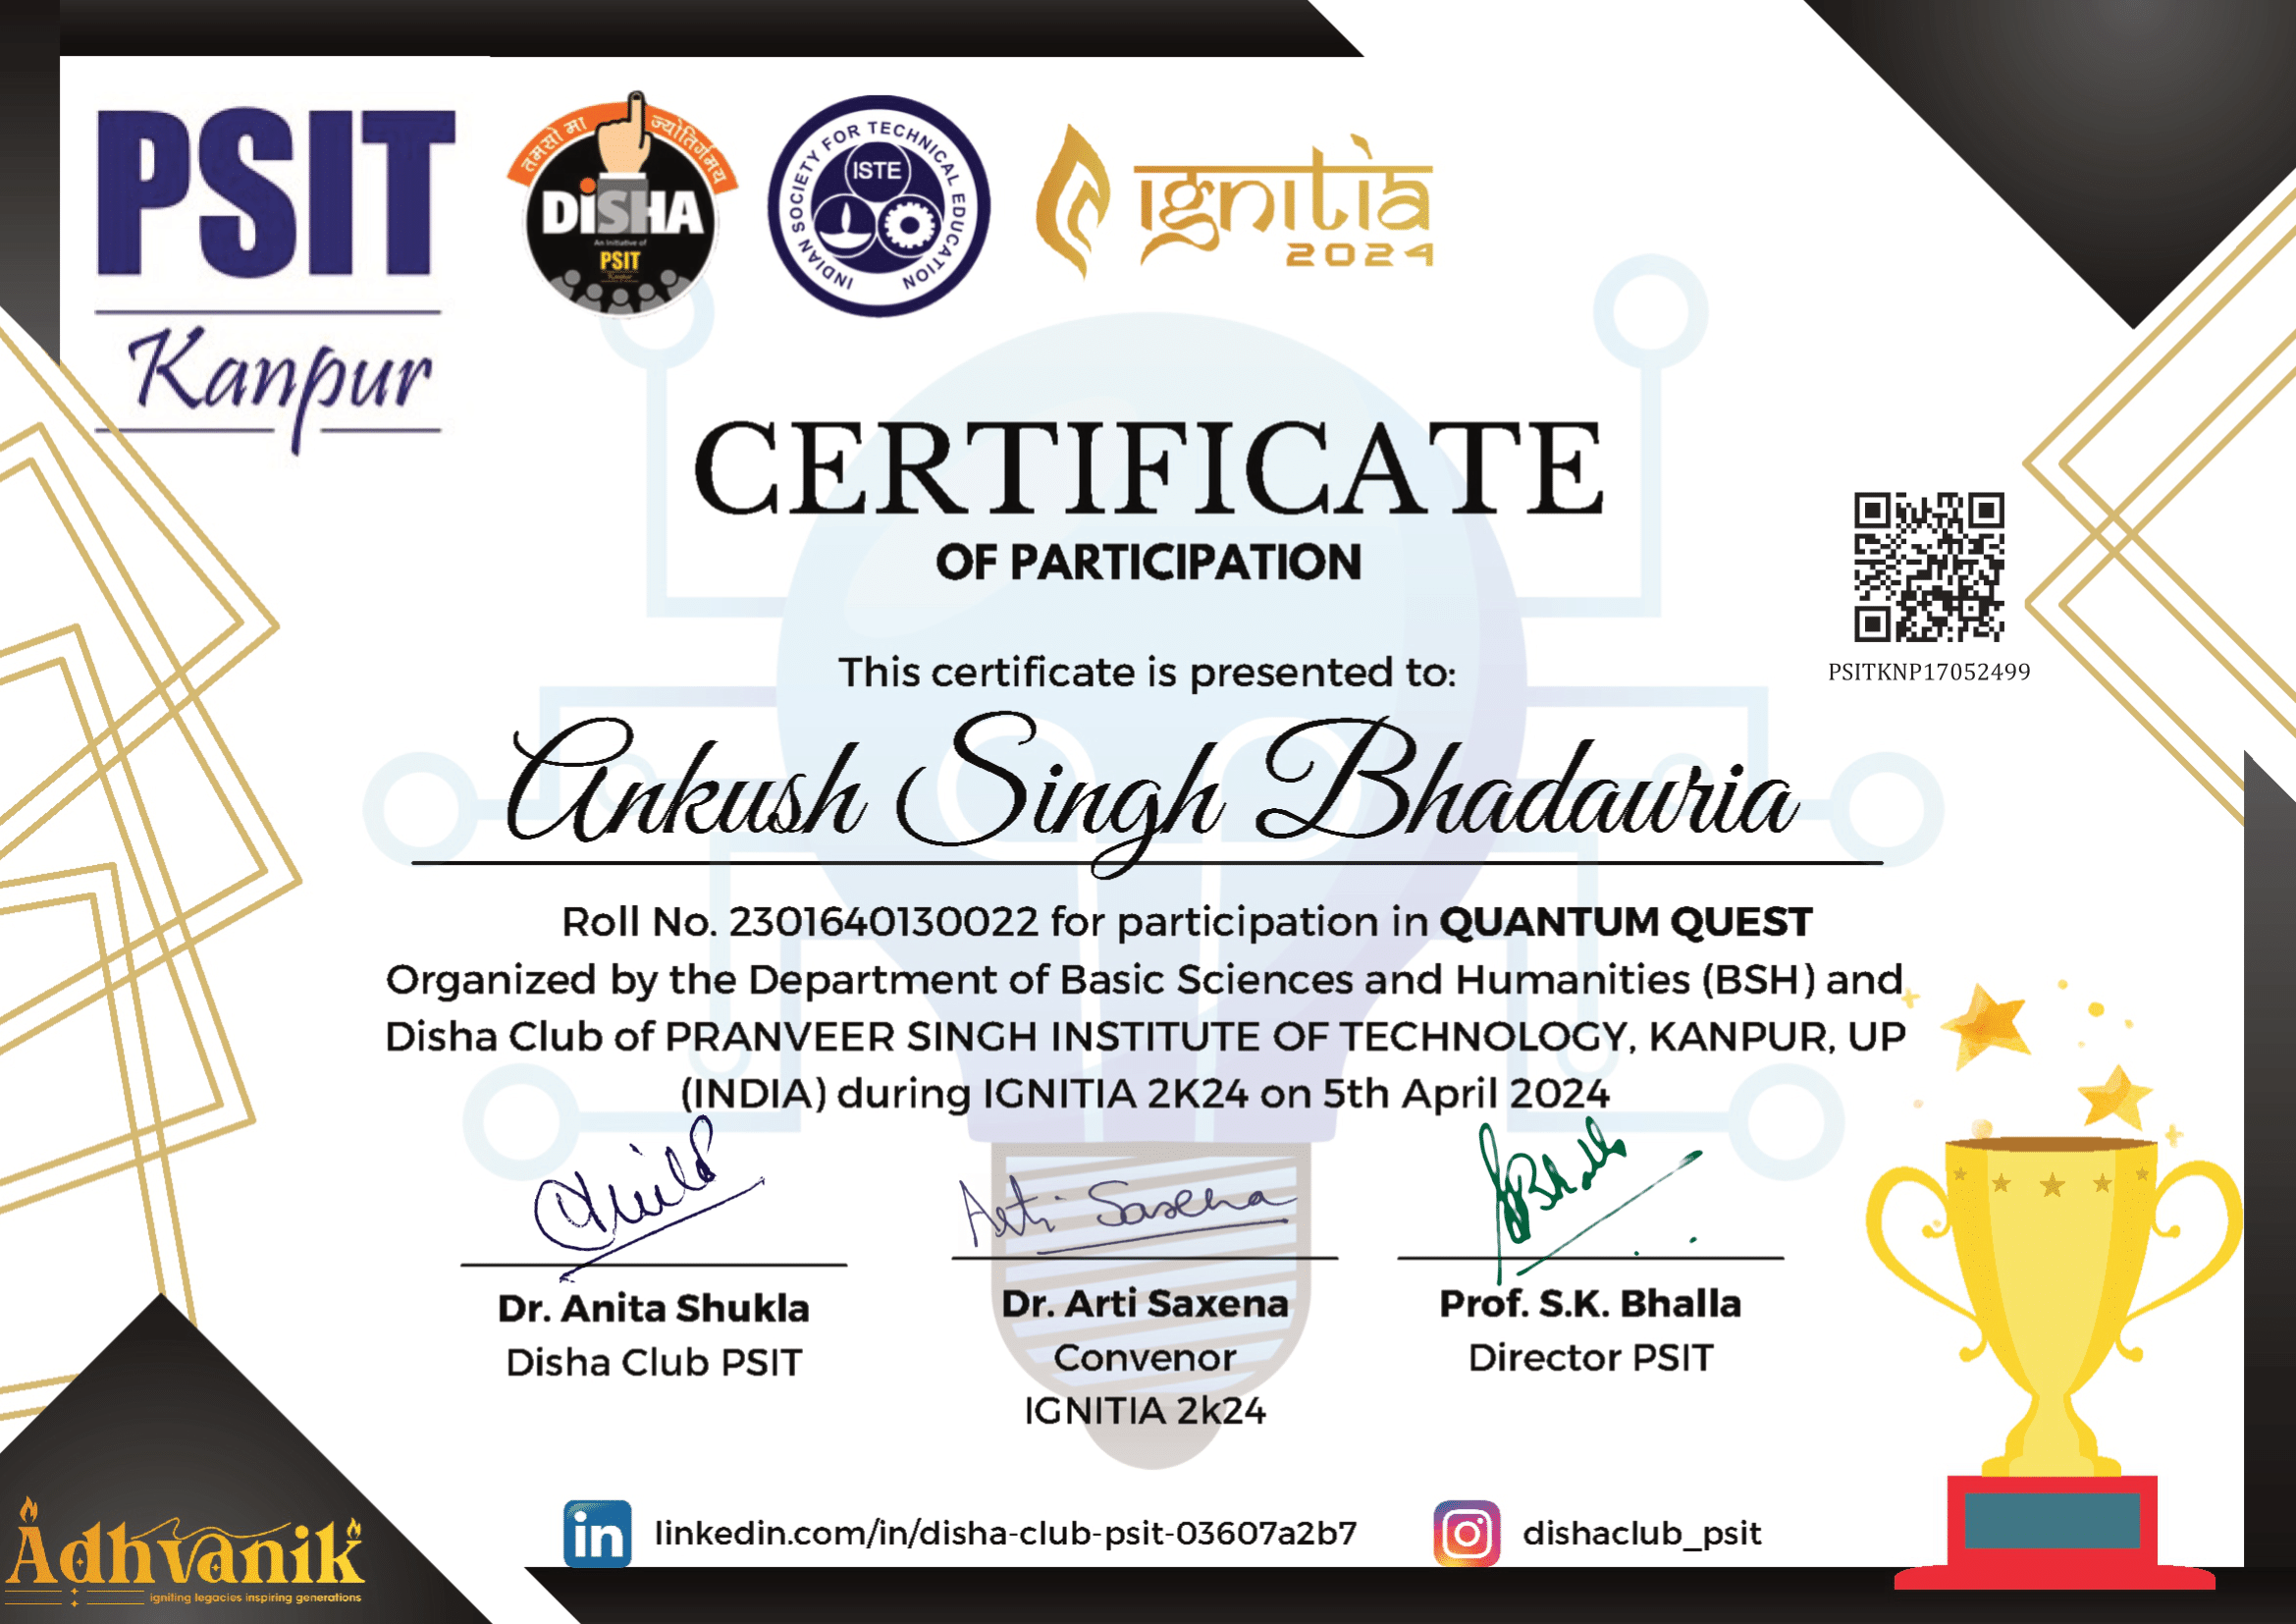 PSIT
Kanpur
तमसो मा ज्योतिर्गमय
DiSHA
An Initiative of
PSIT
Kanpur
INDIAN SOCIETY FOR TECHNICAL EDUCATION
ISTE
ignitia
2024
CERTIFICATE
OF PARTICIPATION
PSITKNP17052499
This certificate is presented to:
Ankush Singh Bhadauria
Roll No. 2301640130022 for participation in QUANTUM QUEST
Organized by the Department of Basic Sciences and Humanities (BSH) and
Disha Club of PRANVEER SINGH INSTITUTE OF TECHNOLOGY, KANPUR, UP
(INDIA) during IGNITIA 2K24 on 5th April 2024
Arti Saxena
SBhalla
Dr. Anita Shukla
Disha Club PSIT
Dr. Arti Saxena
Convenor
IGNITIA 2k24
Prof. S.K. Bhalla
Director PSIT
Adhvanik
igniting legacies inspiring generations
in
linkedin.com/in/disha-club-psit-03607a2b7
dishaclub_psit